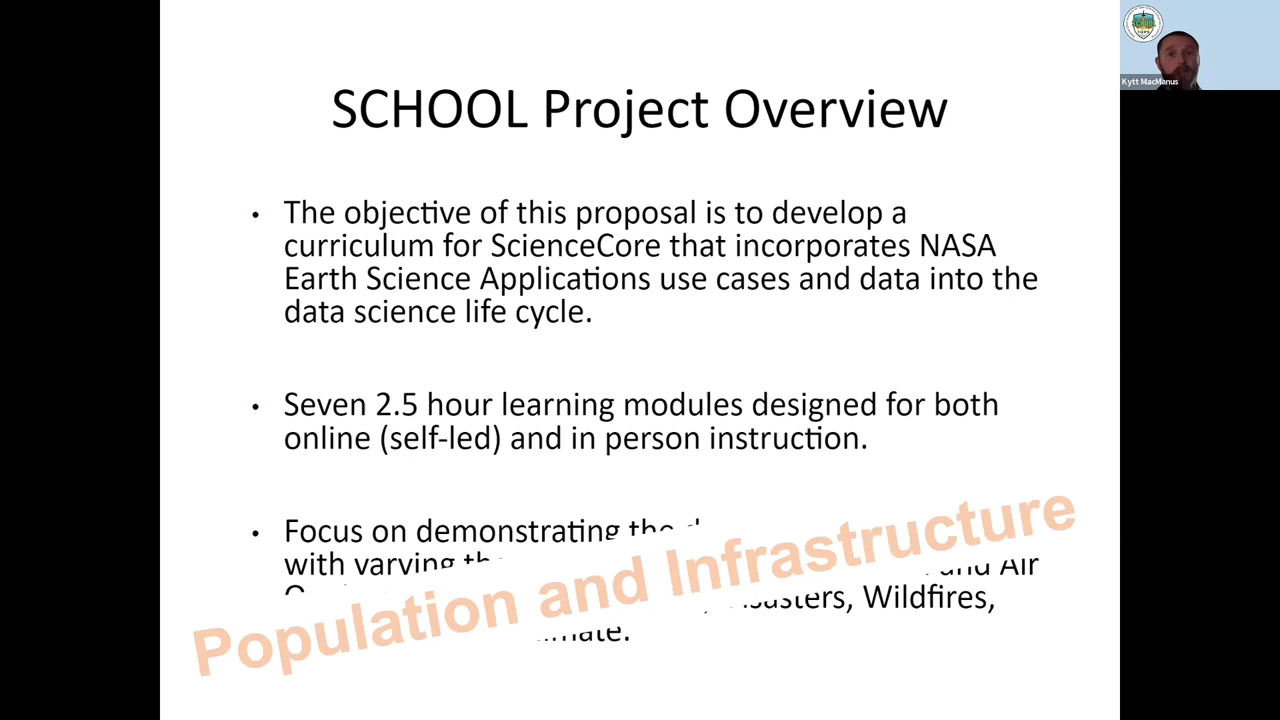 SCHOOL
Kytt MacManus
SCHOOL Project Overview
• The objective of this proposal is to develop a
curriculum for ScienceCore that incorporates NASA
Earth Science Applications use cases and data into the
data science life cycle.
• Seven 2.5 hour learning modules designed for both
online (self-led) and in person instruction.
• Focus on demonstrating the
with varying and Air
Wildfires,
Population and Infrastructure